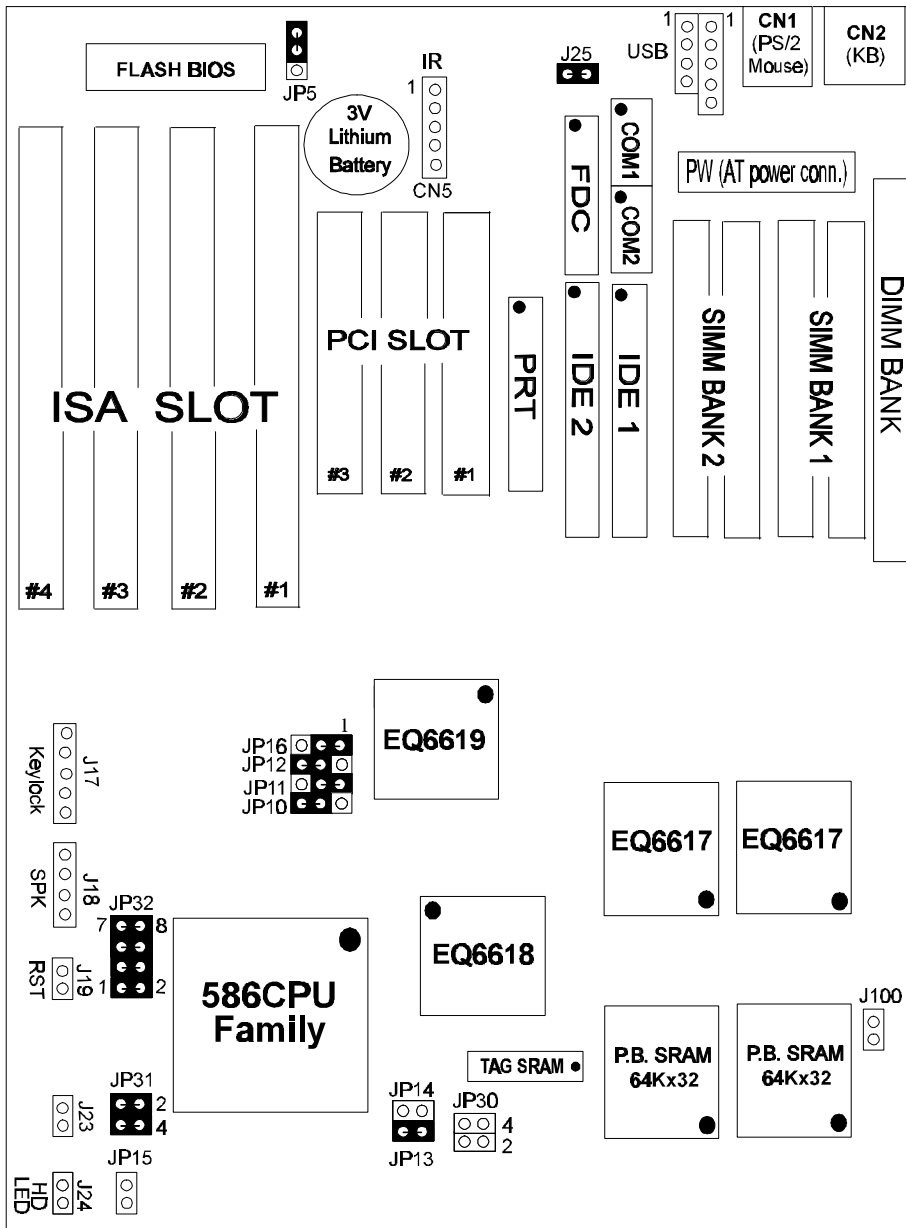 FLASH BIOS
JP5
IR
1
3V
Lithium
Battery
CN5
J25
1
USB
1
CN1
(PS/2
Mouse)
CN2
(KB)
FDC
COM1
COM2
PW (AT power conn.)
ISA SLOT
#4
#3
#2
#1
PCI SLOT
#3
#2
#1
PRT
IDE 2
IDE 1
SIMM BANK 2
SIMM BANK 1
DIMM BANK
J17
Keylock
1
JP16
JP12
JP11
JP10
EQ6619
EQ6617
EQ6617
J18
SPK
JP32
7
8
1
2
J19
RST
586CPU
Family
EQ6618
J100
P.B. SRAM
64Kx32
P.B. SRAM
64Kx32
TAG SRAM
J23
JP31
2
4
JP14
JP13
JP30
4
2
J24
HD
LED
JP15